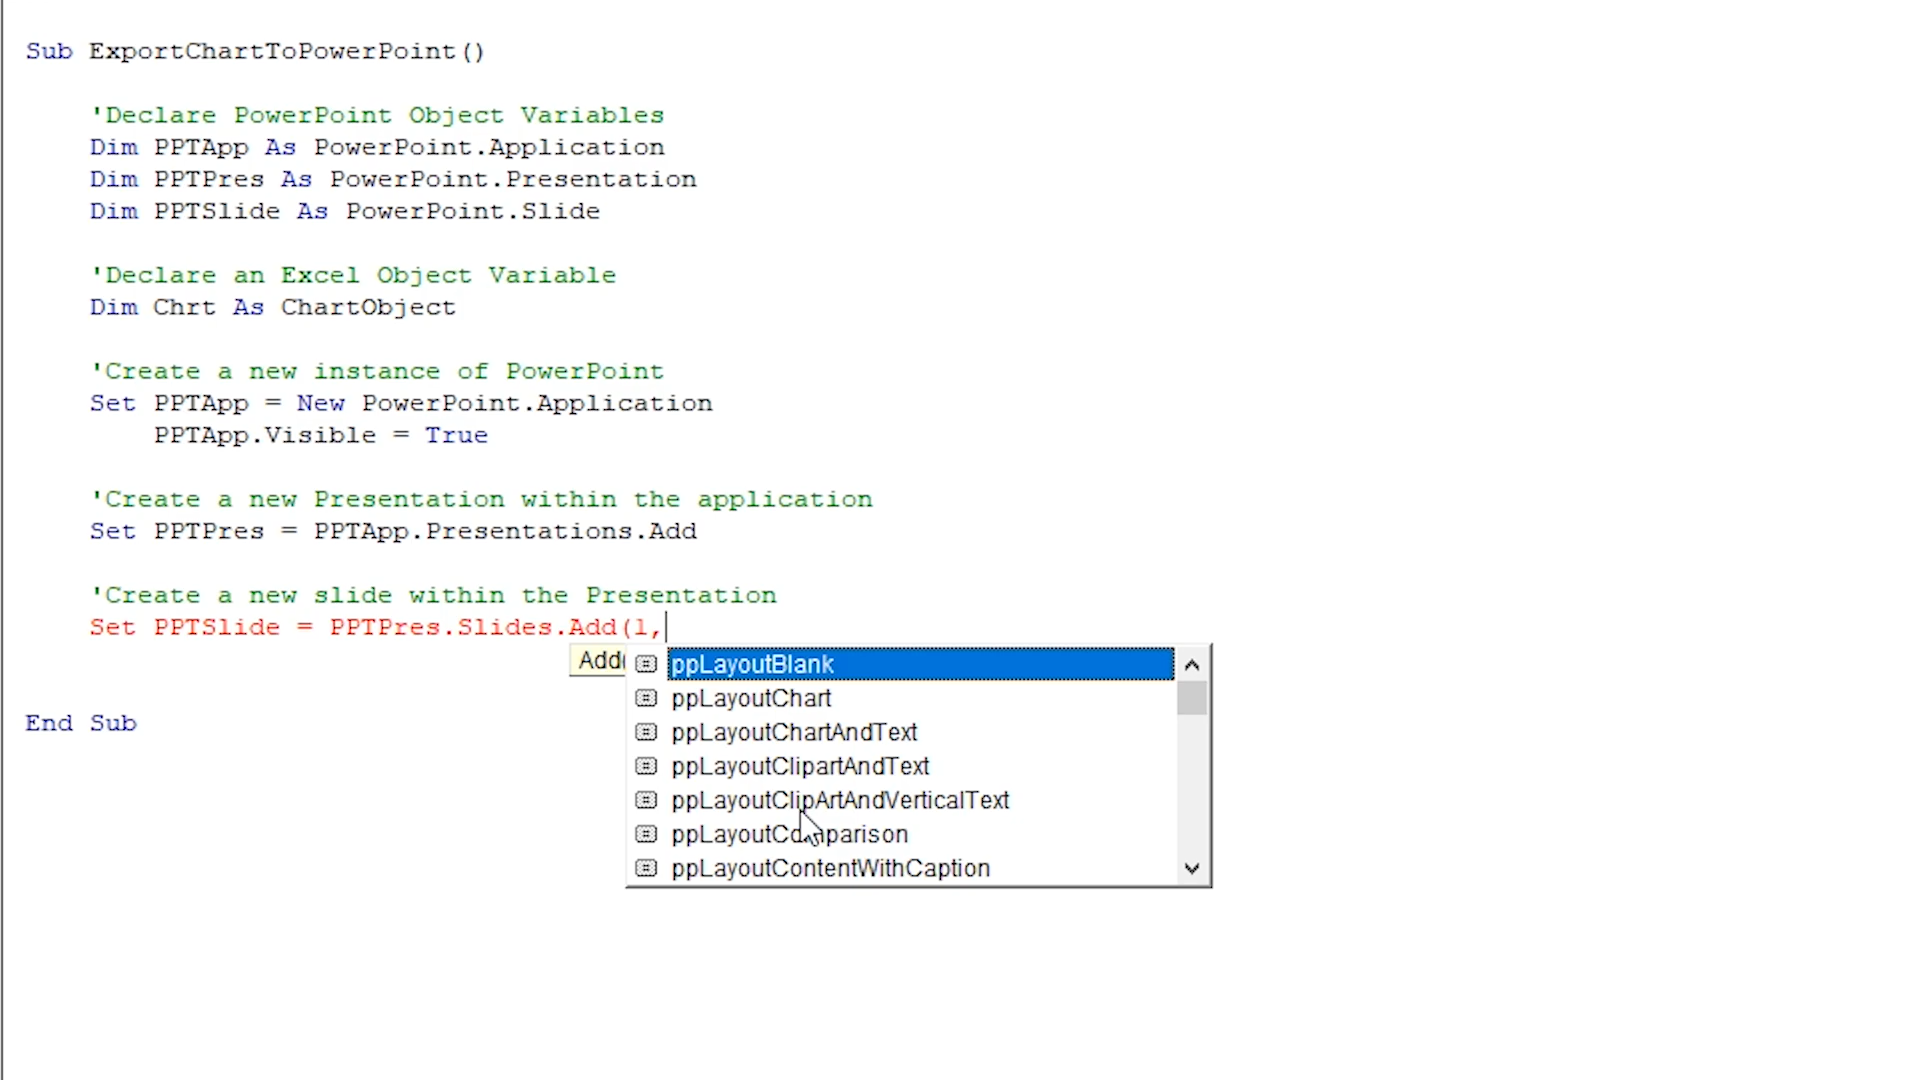 Sub ExportChartToPowerPoint()
'Declare PowerPoint Object Variables
Dim PPTApp As PowerPoint.Application
Dim PPTPres As PowerPoint.Presentation
Dim PPTSlide As PowerPoint.Slide
'Declare an Excel Object Variable
Dim Chrt As ChartObject
'Create a new instance of PowerPoint
Set PPTApp = New PowerPoint.Application
PPTApp.Visible = True
'Create a new Presentation within the application
Set PPTPres = PPTApp.Presentations.Add
'Create a new slide within the Presentation
Set PPTSlide = PPTPres.Slides.Add(1,
Add(
ppLayoutBlank
ppLayoutChart
ppLayoutChartAndText
ppLayoutClipartAndText
ppLayoutClipArtAndVerticalText
ppLayoutComparison
ppLayoutContentWithCaption
End Sub